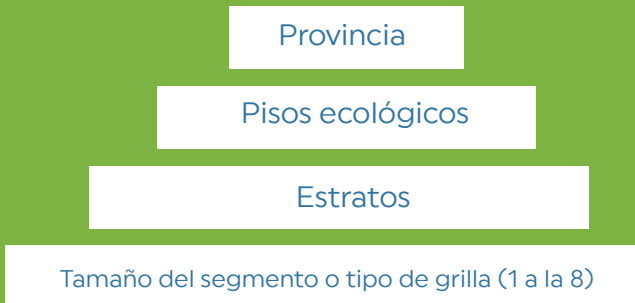 Provincia
Pisos ecológicos
Estratos
Tamaño del segmento o tipo de grilla (1 a la 8)